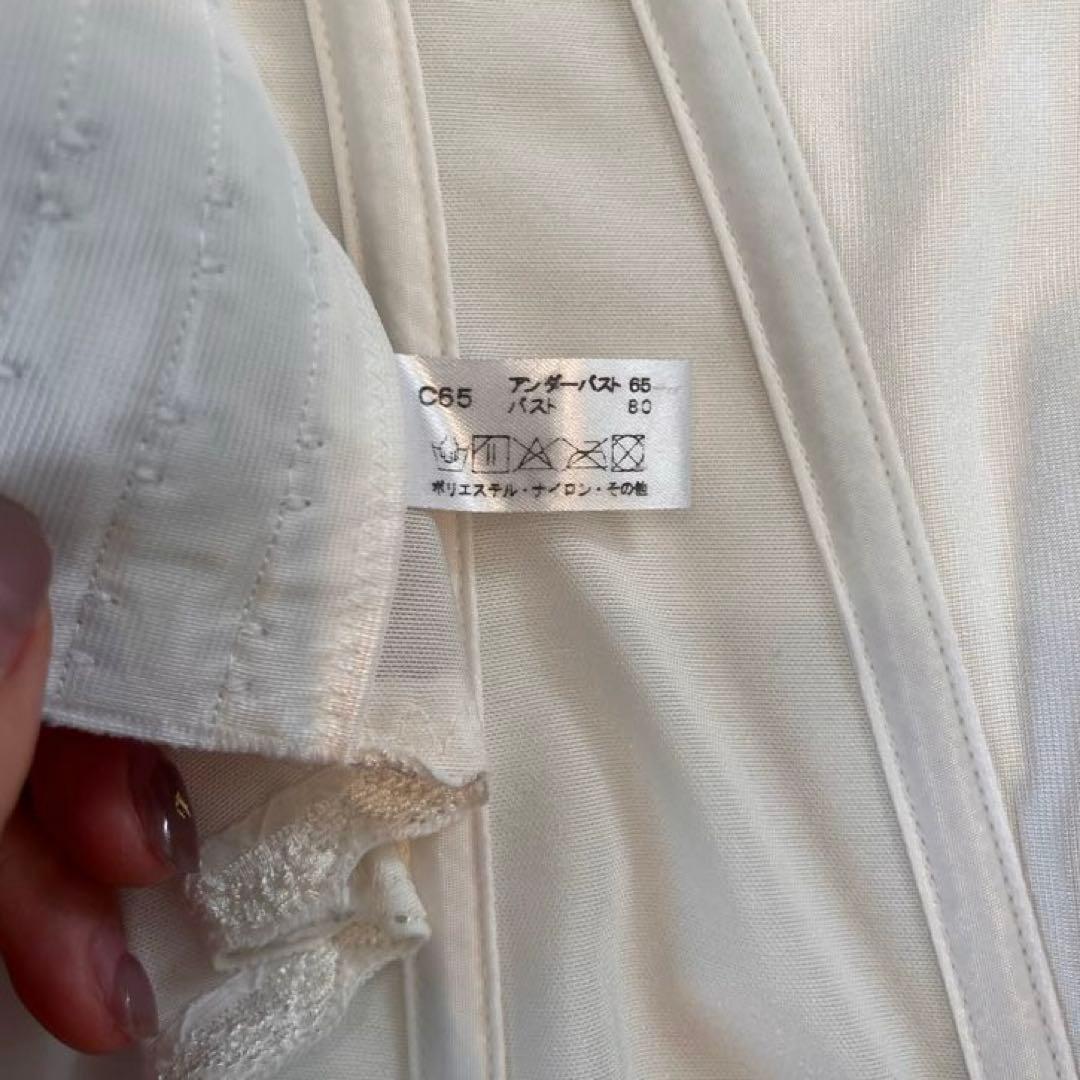 C65 アンダーバスト 65
バスト 80
ポリエステル・ナイロン・その他